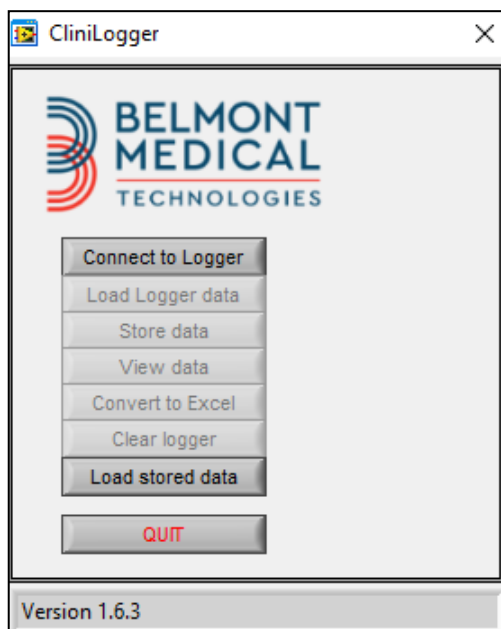 CliniLogger
BELMONT
MEDICAL
TECHNOLOGIES
Connect to Logger
Load Logger data
Store data
View data
Convert to Excel
Clear logger
Load stored data
QUIT
Version 1.6.3